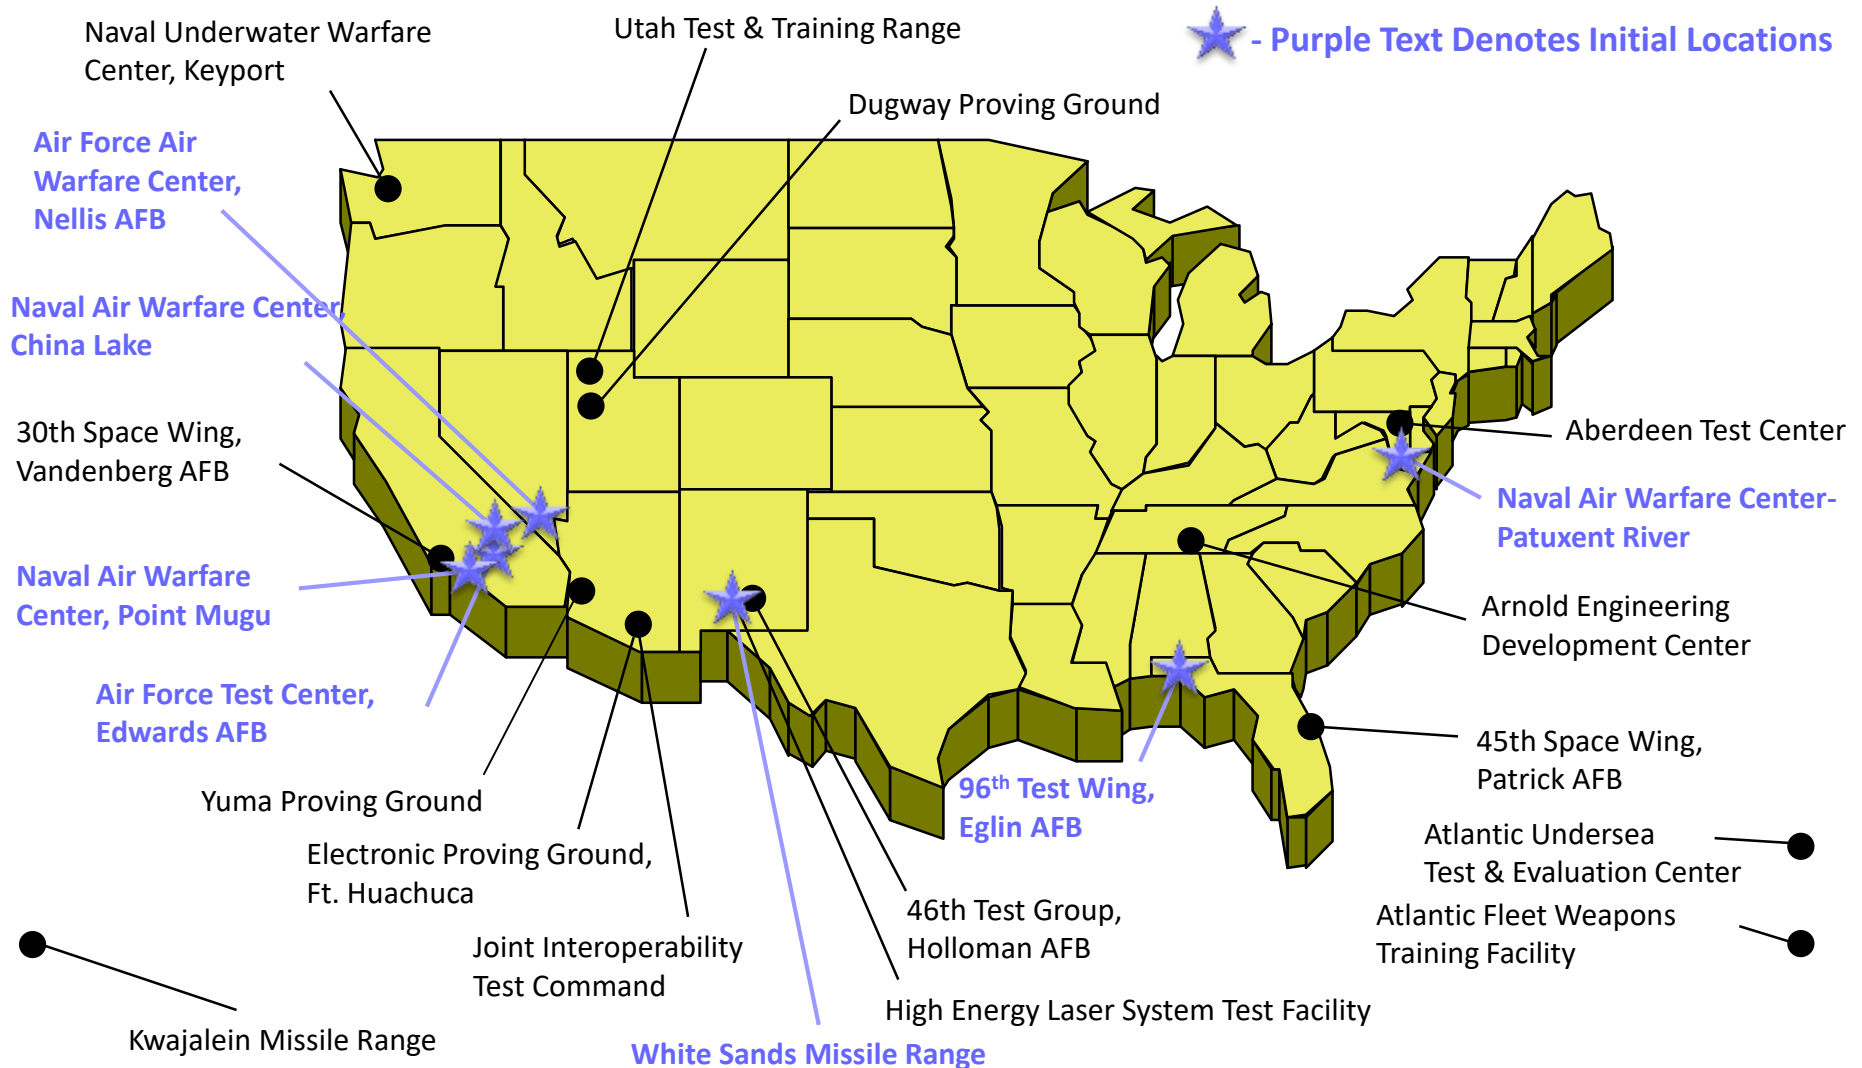 Naval Underwater Warfare
Center, Keyport
Utah Test & Training Range
- Purple Text Denotes Initial Locations
Dugway Proving Ground
Air Force Air
Warfare Center,
Nellis AFB
Naval Air Warfare Center,
China Lake
30th Space Wing,
Vandenberg AFB
Naval Air Warfare
Center, Point Mugu
Air Force Test Center,
Edwards AFB
Yuma Proving Ground
Electronic Proving Ground,
Ft. Huachuca
Joint Interoperability
Test Command
Kwajalein Missile Range
White Sands Missile Range
High Energy Laser System Test Facility
46th Test Group,
Holloman AFB
96th Test Wing,
Eglin AFB
Aberdeen Test Center
Naval Air Warfare Center-
Patuxent River
Arnold Engineering
Development Center
45th Space Wing,
Patrick AFB
Atlantic Undersea
Test & Evaluation Center
Atlantic Fleet Weapons
Training Facility